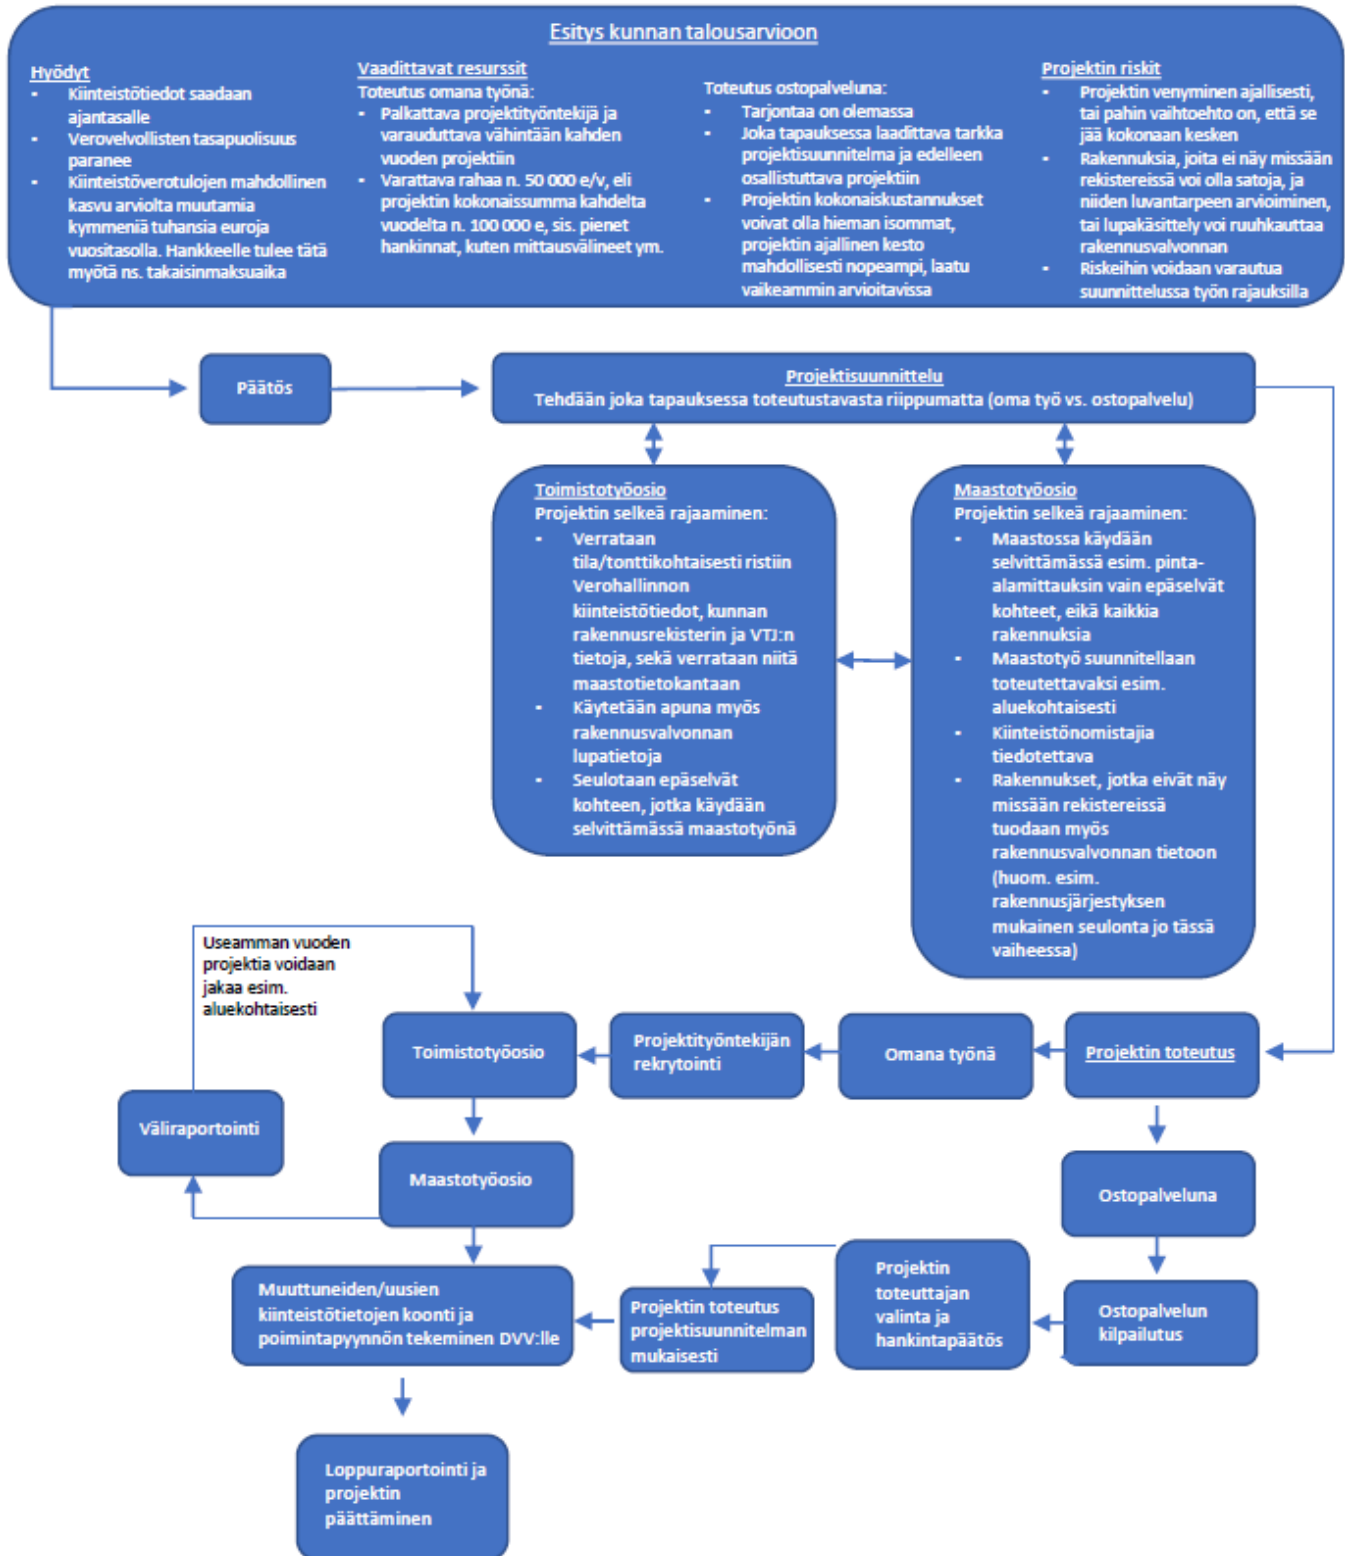 Esitys kunnan talousarvioon
Hyödyt
- Kiinteistötiedot saadaan
ajantasalle
- Verovelvollisten tasapuolisuus
paranee
- Kiinteistöverotulojen mahdollinen
kasvu arviolta muutamia
kymmeniä tuhansia euroja
vuositasolla. Hankkeelle tulee tätä
myötä ns. takaisinmaksuaika
Vaadittavat resurssit
Toteutus omana työnä:
- Palkattava projektityöntekijä ja
varauduttava vähintään kahden
vuoden projektiin
- Varattava rahaa n. 50 000 e/v, eli
projektin kokonaissumma kahdelta
vuodelta n. 100 000 e, sis. pienet
hankinnat, kuten mittausvälineet ym.
Toteutus ostopalveluna:
- Tarjontaa on olemassa
- Joka tapauksessa laadittava tarkka
projektisuunnitelma ja edelleen
osallistuttava projektiin
- Projektin kokonaiskustannukset
voivat olla hieman isommat,
projektin ajallinen kesto
mahdollisesti nopeampi, laatu
vaikeammin arvioitavissa
Projektin riskit
- Projektin venyminen ajallisesti,
tai pahin vaihtoehto on, että se
jää kokonaan kesken
- Rakennuksia, joita ei näy missään
rekistereissä voi olla satoja, ja
niiden luvantarpeen arvioiminen,
tai lupakäsittely voi ruuhkauttaa
rakennusvalvonnan
- Riskeihin voidaan varautua
suunnittelussa työn rajauksilla
Päätös
Projektisuunnittelu
Tehdään joka tapauksessa toteutustavasta riippumatta (oma työ vs. ostopalvelu)
Toimistotyöosio
Projektin selkeä rajaaminen:
- Verrataan
tila/tonttikohtaisesti ristiin
Verohallinnon
kiinteistötiedot, kunnan
rakennusrekisterin ja VTJ:n
tietoja, sekä verrataan niitä
maastotietokantaan
- Käytetään apuna myös
rakennusvalvonnan
lupatietoja
- Seulotaan epäselvät
kohteen, jotka käydään
selvittämässä maastotyönä
Maastotyöosio
Projektin selkeä rajaaminen:
- Maastossa käydään
selvittämässä esim. pinta-
alamittauksin vain epäselvät
kohteet, eikä kaikkia
rakennuksia
- Maastotyö suunnitellaan
toteutettavaksi esim.
aluekohtaisesti
- Kiinteistönomistajia
tiedotettava
- Rakennukset, jotka eivät näy
missään rekistereissä
tuodaan myös
rakennusvalvonnan tietoon
(huom. esim.
rakennusjärjestyksen
mukainen seulonta jo tässä
vaiheessa)
Useamman vuoden
projektia voidaan
jakaa esim.
aluekohtaisesti
Toimistotyöosio
Projektityöntekijän
rekrytointi
Omana työnä
Projektin toteutus
Väliraportointi
Maastotyöosio
Ostopalveluna
Muuttuneiden/uusien
kiinteistötietojen koonti ja
poimintapyynnön tekeminen DVV:lle
Projektin toteutus
projektisuunnitelman
mukaisesti
Projektin
toteuttajan
valinta ja
hankintapäätös
Ostopalvelun
kilpailutus
Loppuraportointi ja
projektin
päättäminen